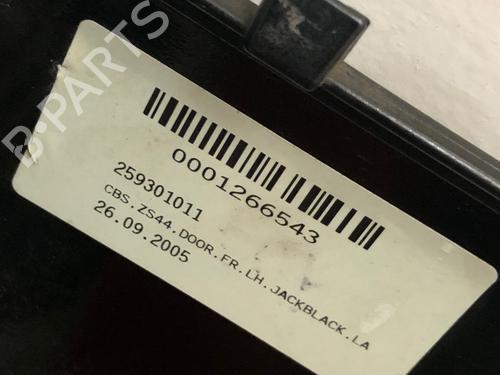 B-PARTS
0001266543
259301011
CBS.ZS44.DOOR.FR.LH.JACKBLACK.LA
26.09.2005